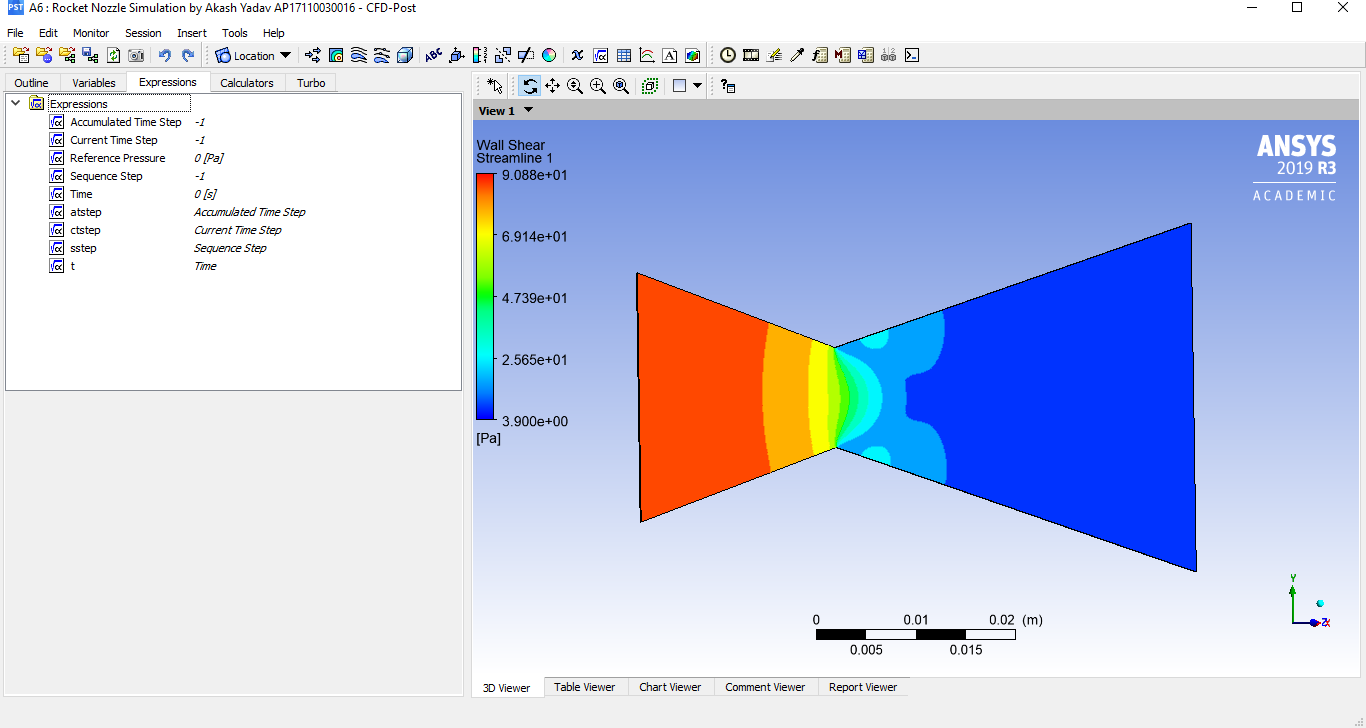 A6 : Rocket Nozzle Simulation by Akash Yadav AP17110030016 - CFD-Post
File Edit Monitor Session Insert Tools Help
Location
Outline Variables Expressions Calculators Turbo
Expressions
Accumulated Time Step -1
Current Time Step -1
Reference Pressure 0 [Pa]
Sequence Step -1
Time 0 [s]
atstep Accumulated Time Step
ctstep Current Time Step
sstep Sequence Step
t Time
View 1
Wall Shear
Streamline 1
9.088e+01
6.914e+01
4.739e+01
2.565e+01
3.900e+00
[Pa]
ANSYS
2019 R3
ACADEMIC
Y
Z X
0 0.01 0.02 (m)
0.005 0.015
3D Viewer Table Viewer Chart Viewer Comment Viewer Report Viewer